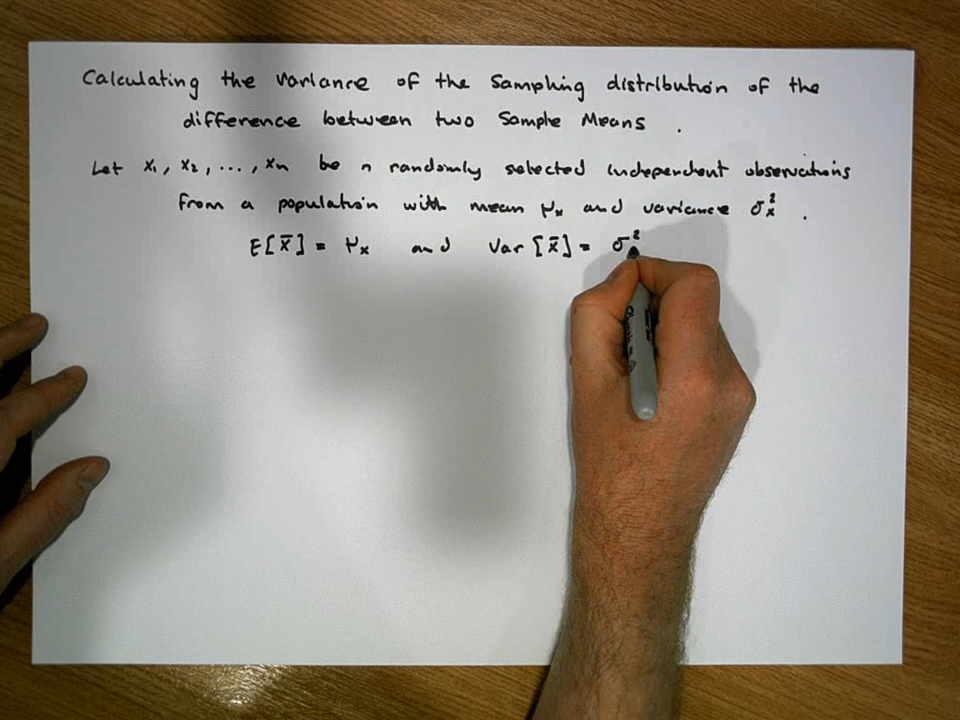 Calculating the variance of the sampling distribution of the
difference between two sample means.
Let x₁, x₂, ..., xₙ be n randomly selected independent observations
from a population with mean μₓ and variance σₓ².
E[x̄] = μₓ and Var[x̄] = σ²